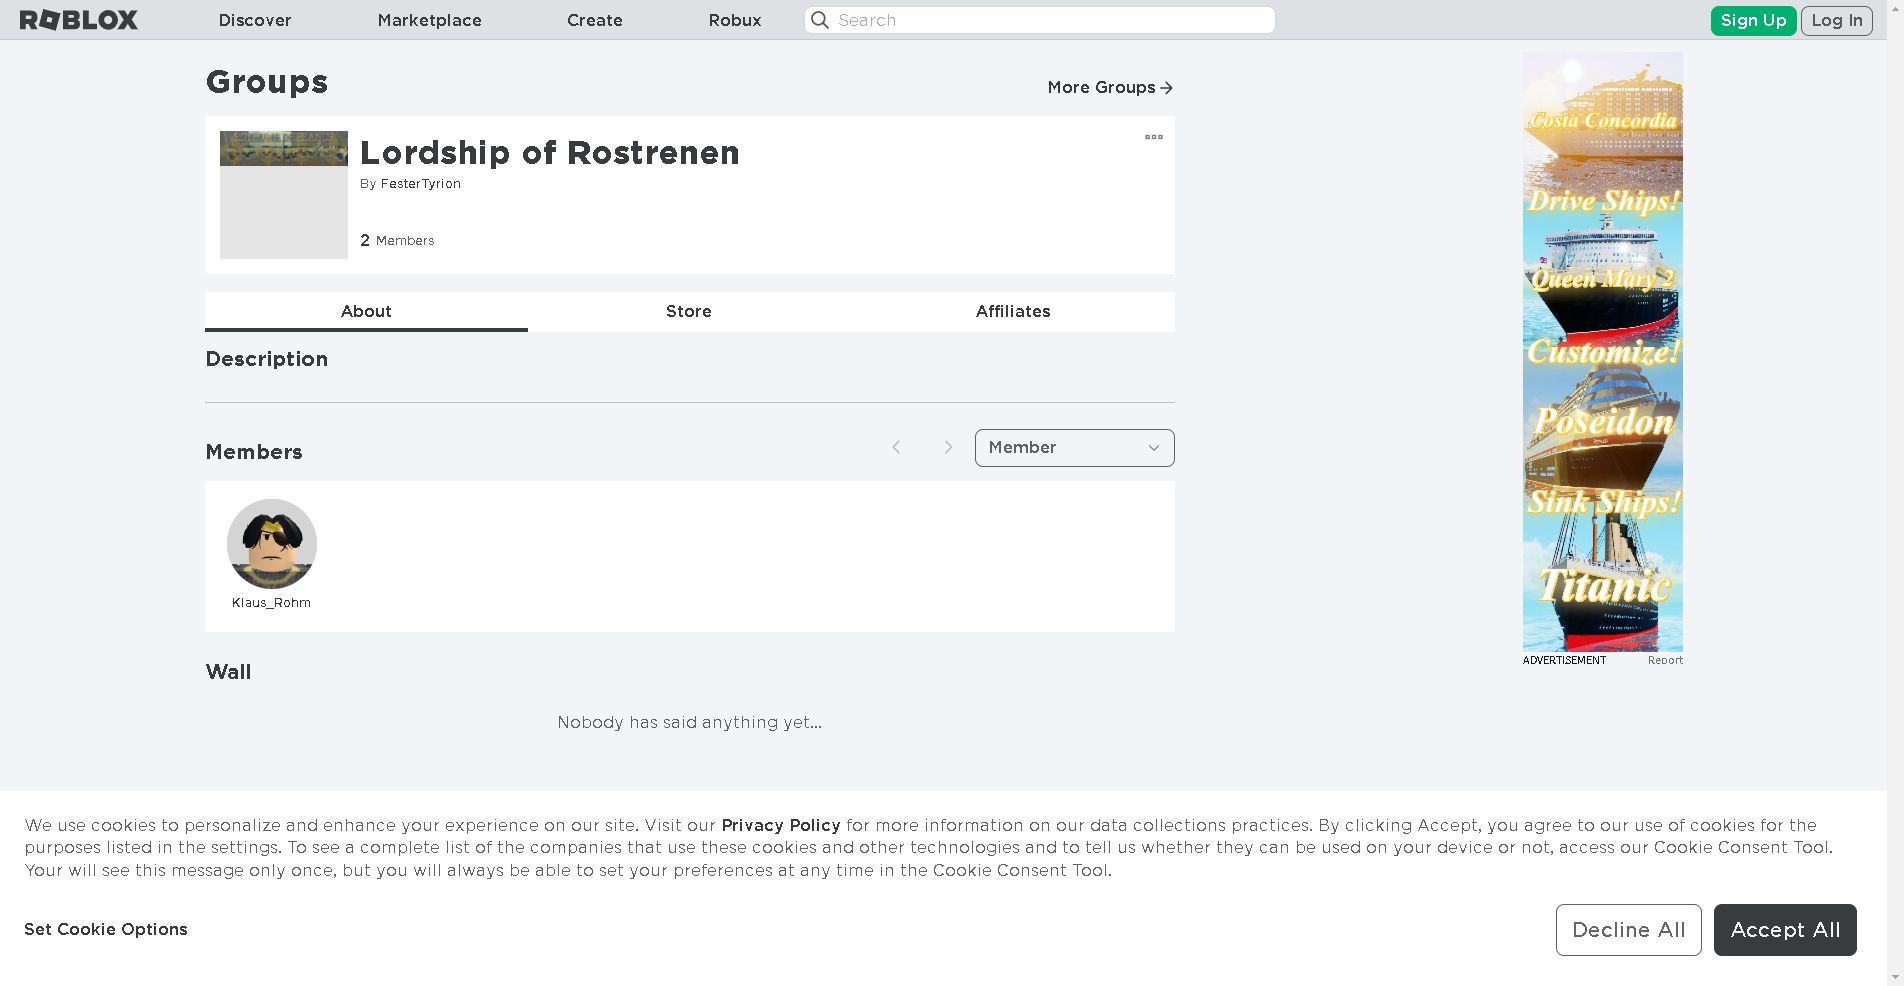 ROBLOX
Discover
Marketplace
Create
Robux
Search
Sign Up
Log In
Groups
More Groups
Lordship of Rostrenen
By FesterTyrion
2 Members
About
Store
Affiliates
Description
Members
Member
Klaus_Rohm
Wall
Nobody has said anything yet...
Costa Concordia
Drive Ships!
Queen Mary 2
Customize!
Poseidon
Sink Ships!
Titanic
ADVERTISEMENT
Report
We use cookies to personalize and enhance your experience on our site. Visit our Privacy Policy for more information on our data collections practices. By clicking Accept, you agree to our use of cookies for the
purposes listed in the settings. To see a complete list of the companies that use these cookies and other technologies and to tell us whether they can be used on your device or not, access our Cookie Consent Tool.
Your will see this message only once, but you will always be able to set your preferences at any time in the Cookie Consent Tool.
Set Cookie Options
Decline All
Accept All